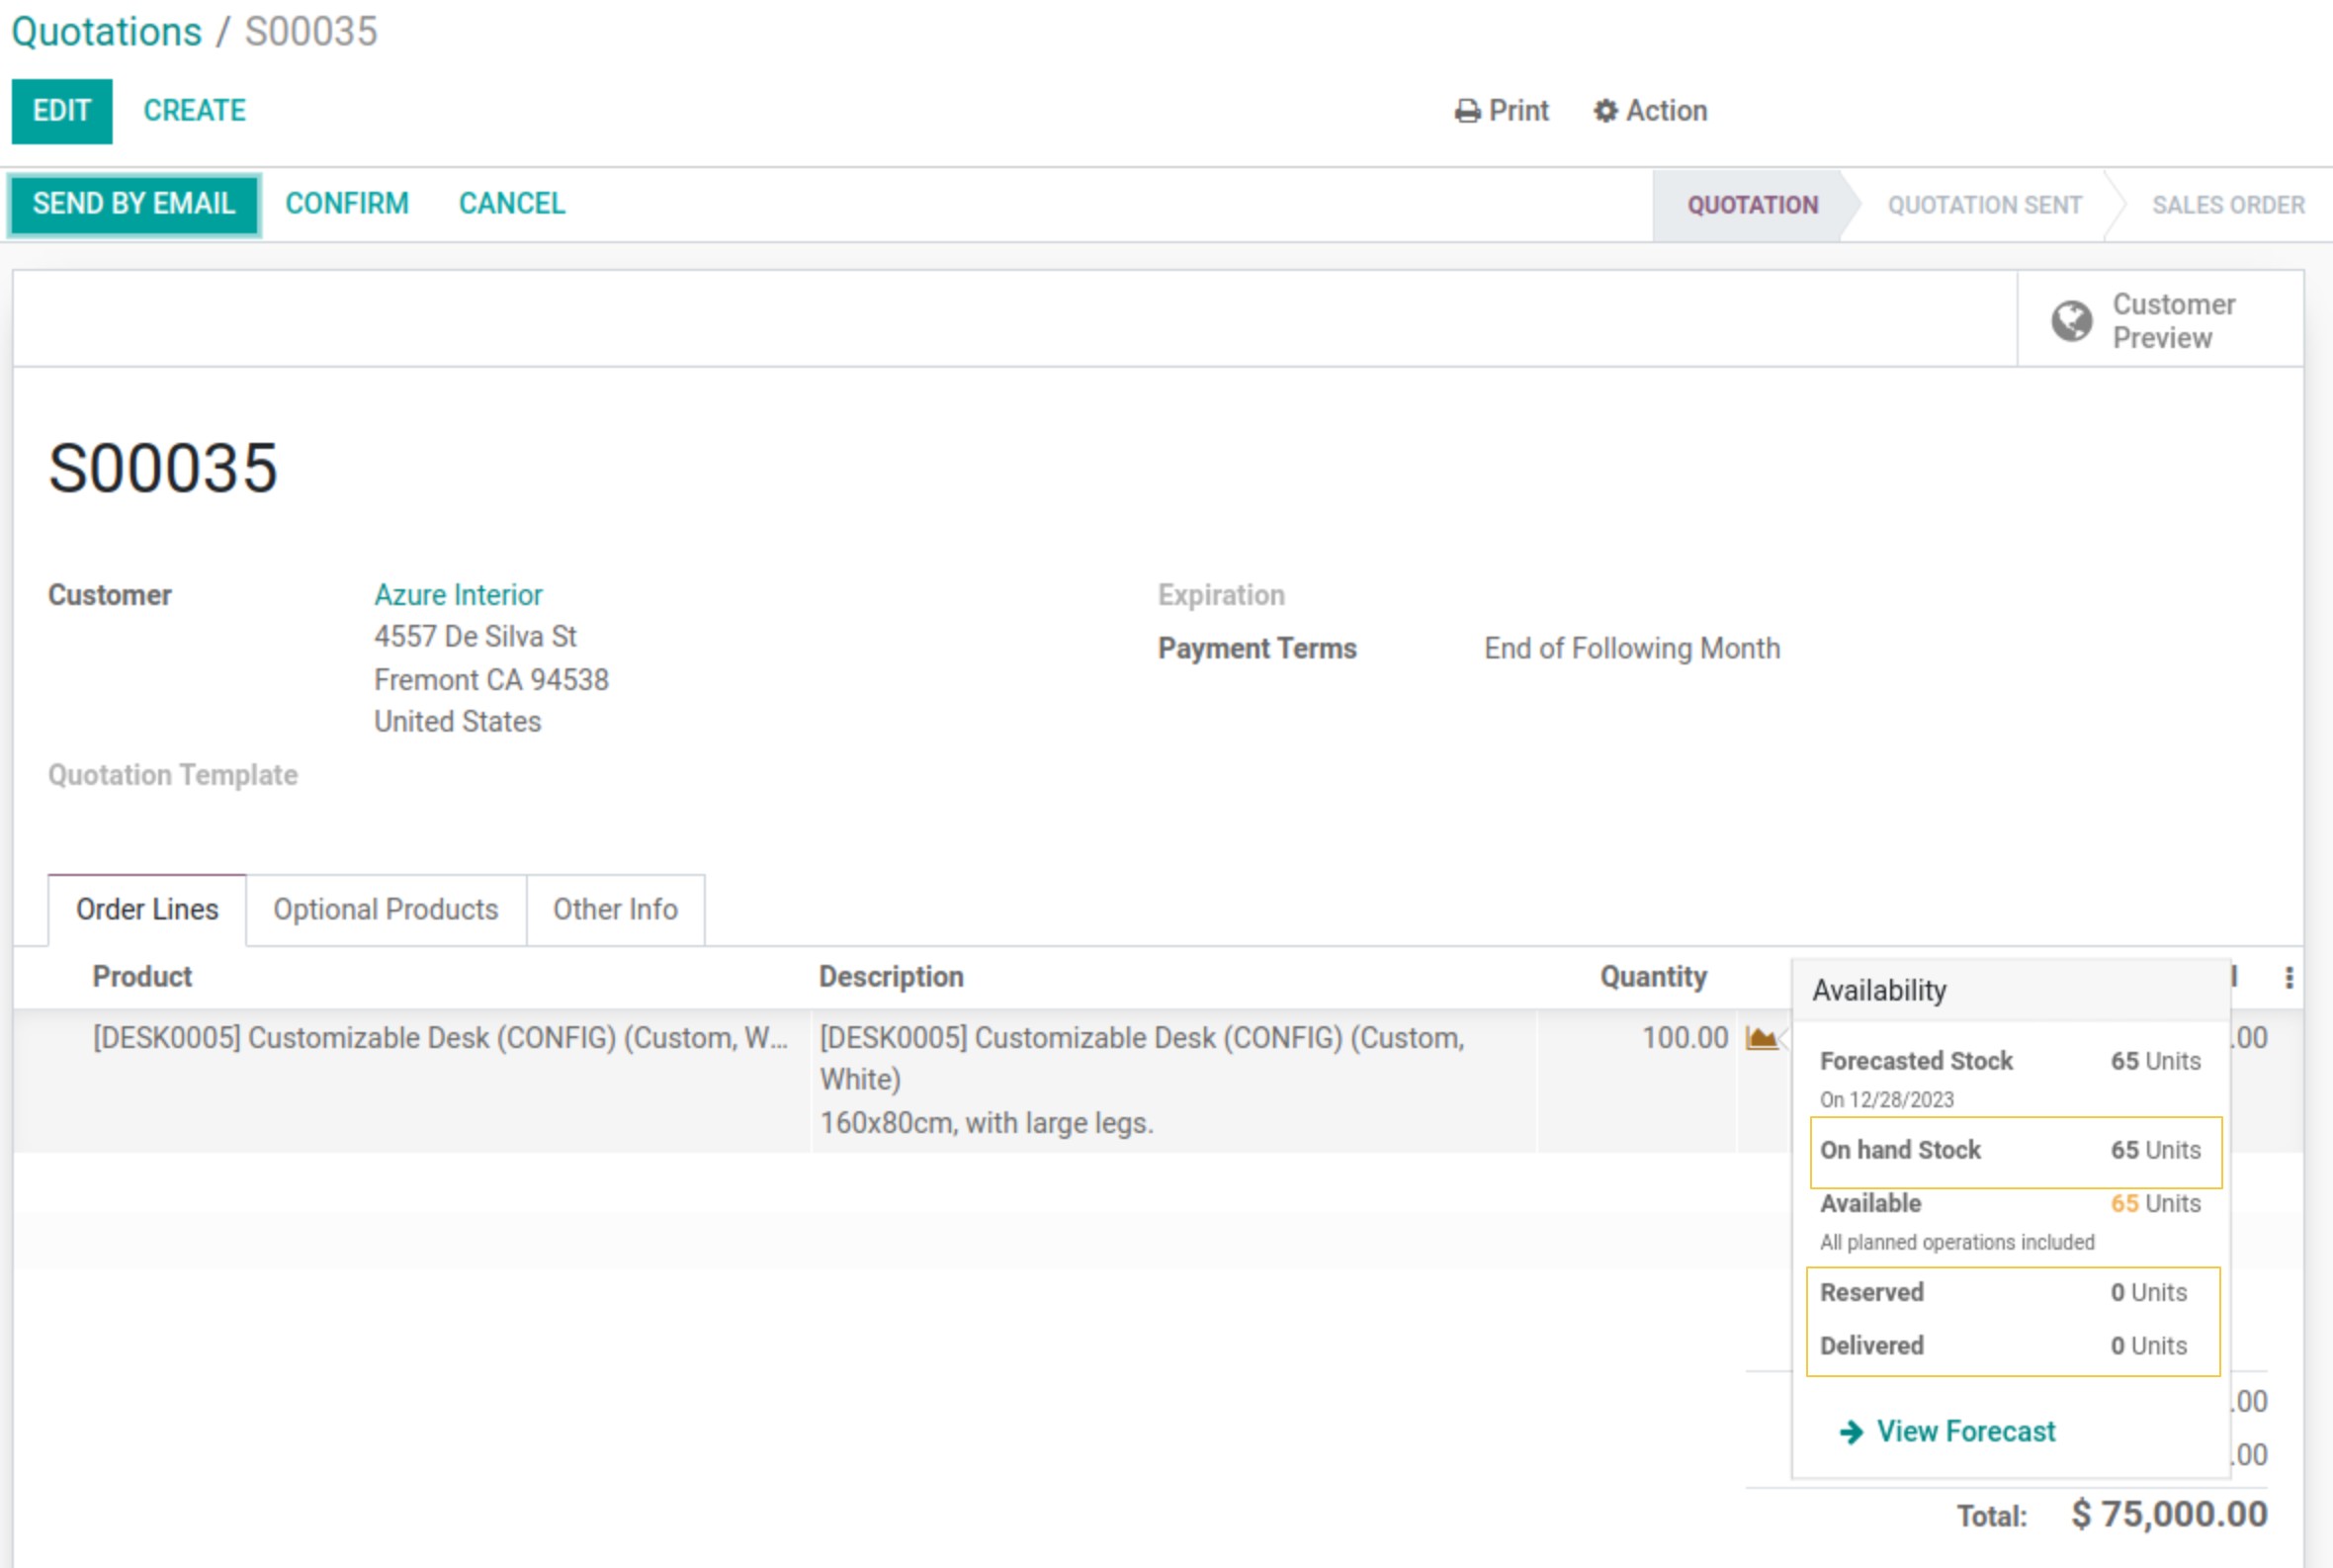 Quotations / S00035
EDIT CREATE Print Action
SEND BY EMAIL CONFIRM CANCEL QUOTATION QUOTATION SENT SALES ORDER
Customer
Preview
S00035
Customer Azure Interior
4557 De Silva St
Fremont CA 94538
United States
Expiration
Payment Terms End of Following Month
Quotation Template
Order Lines Optional Products Other Info
Product Description Quantity
[DESK0005] Customizable Desk (CONFIG) (Custom, W... [DESK0005] Customizable Desk (CONFIG) (Custom,
White)
160x80cm, with large legs.
100.00
.00
Availability
Forecasted Stock 65 Units
On 12/28/2023
On hand Stock 65 Units
Available 65 Units
All planned operations included
Reserved 0 Units
Delivered 0 Units
View Forecast
.00
.00
Total: $ 75,000.00